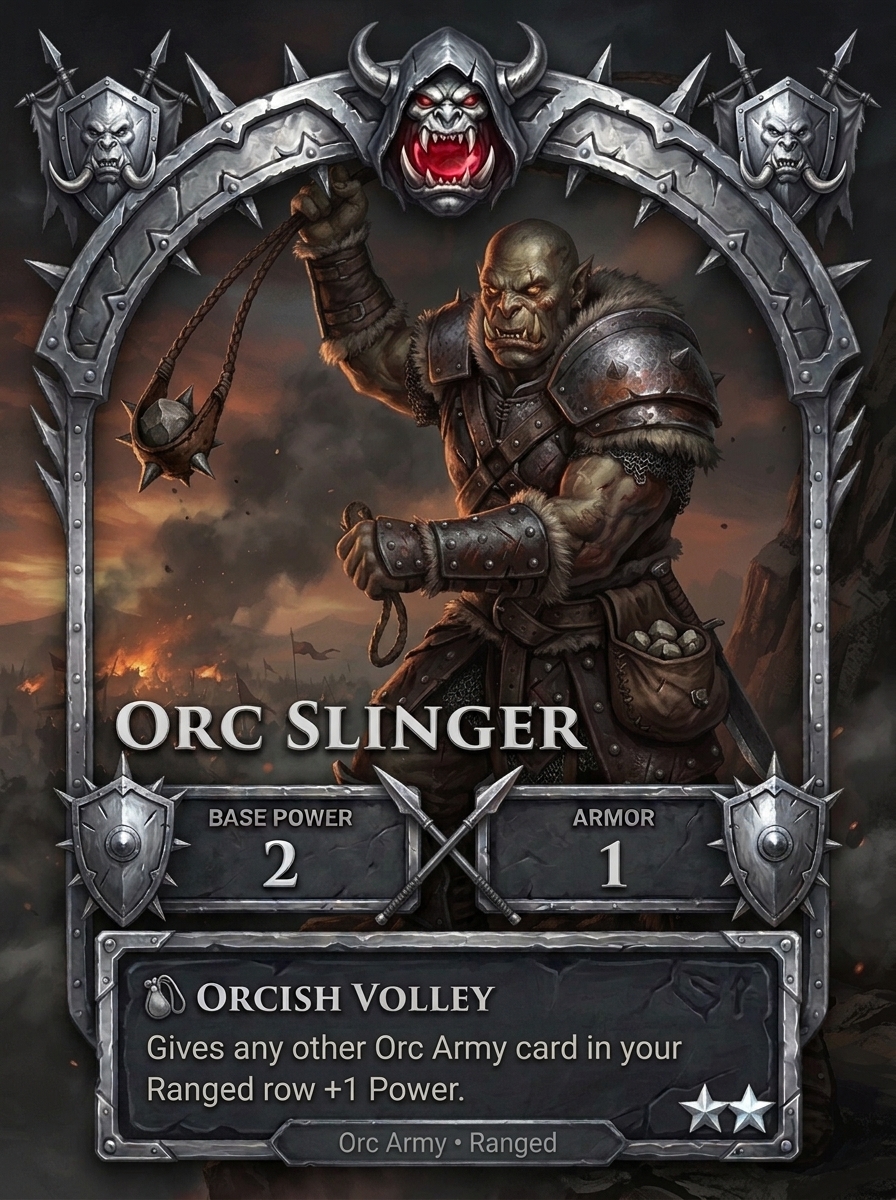 ORC SLINGER
BASE POWER
2
ARMOR
1
ORCISH VOLLEY
Gives any other Orc Army card in your
Ranged row +1 Power.
Orc Army • Ranged